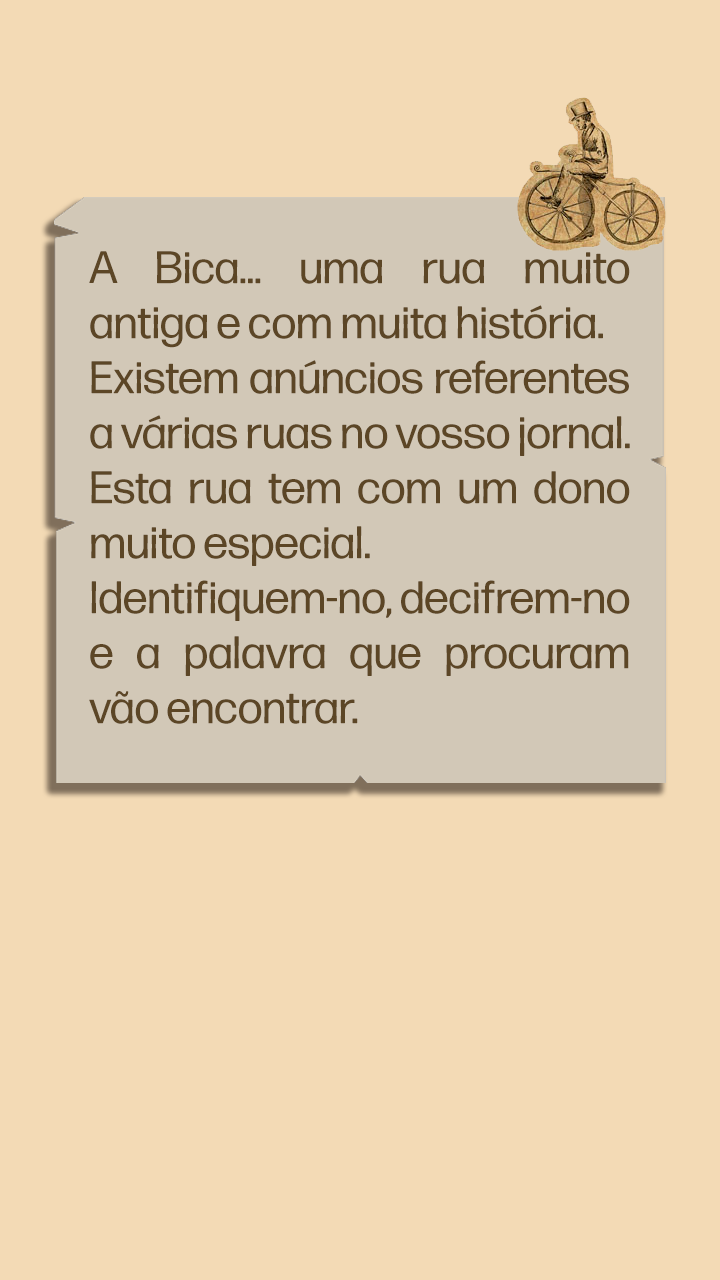 A Bica... uma rua muito
antiga e com muita história.
Existem anúncios referentes
a várias ruas no vosso jornal.
Esta rua tem com um dono
muito especial.
Identifiquem-no, decifrem-no
e a palavra que procuram
vão encontrar.